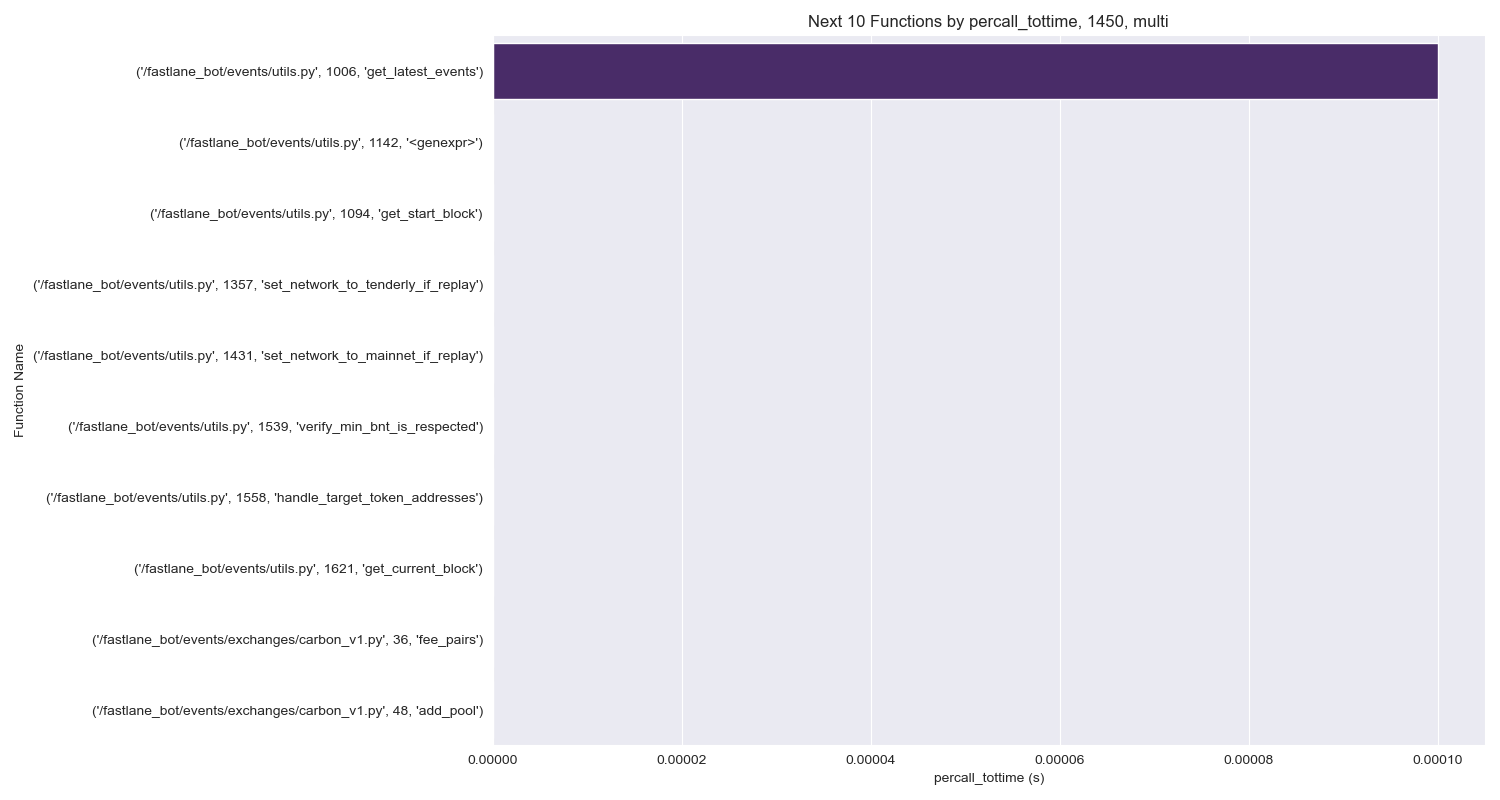 Next 10 Functions by percall_tottime, 1450, multi
('/fastlane_bot/events/utils.py', 1006, 'get_latest_events')
('/fastlane_bot/events/utils.py', 1142, '<genexpr>')
('/fastlane_bot/events/utils.py', 1094, 'get_start_block')
('/fastlane_bot/events/utils.py', 1357, 'set_network_to_tenderly_if_replay')
('/fastlane_bot/events/utils.py', 1431, 'set_network_to_mainnet_if_replay')
('/fastlane_bot/events/utils.py', 1539, 'verify_min_bnt_is_respected')
('/fastlane_bot/events/utils.py', 1558, 'handle_target_token_addresses')
('/fastlane_bot/events/utils.py', 1621, 'get_current_block')
('/fastlane_bot/events/exchanges/carbon_v1.py', 36, 'fee_pairs')
('/fastlane_bot/events/exchanges/carbon_v1.py', 48, 'add_pool')
Function Name
0.00000 0.00002 0.00004 0.00006 0.00008 0.00010
percall_tottime (s)